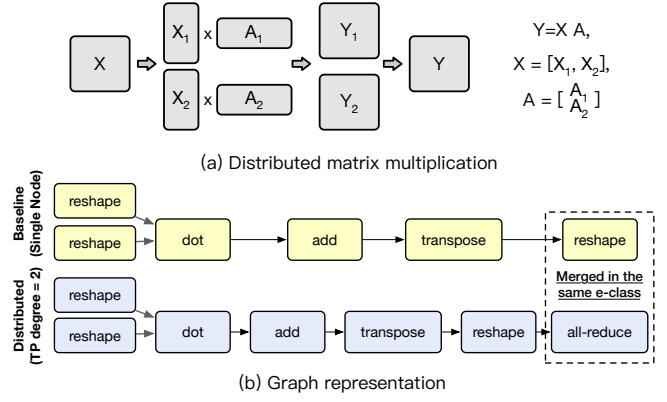 X
X₁ x A₁
X₂ x A₂
Y₁
Y₂
Y
Y=X A,
X = [X₁, X₂],
A = [ A₁ A₂ ]
(a) Distributed matrix multiplication
Baseline
(Single Node)
reshape
reshape
dot
add
transpose
reshape
Merged in the
same e-class
Distributed
(TP degree = 2)
reshape
reshape
dot
add
transpose
reshape
all-reduce
(b) Graph representation